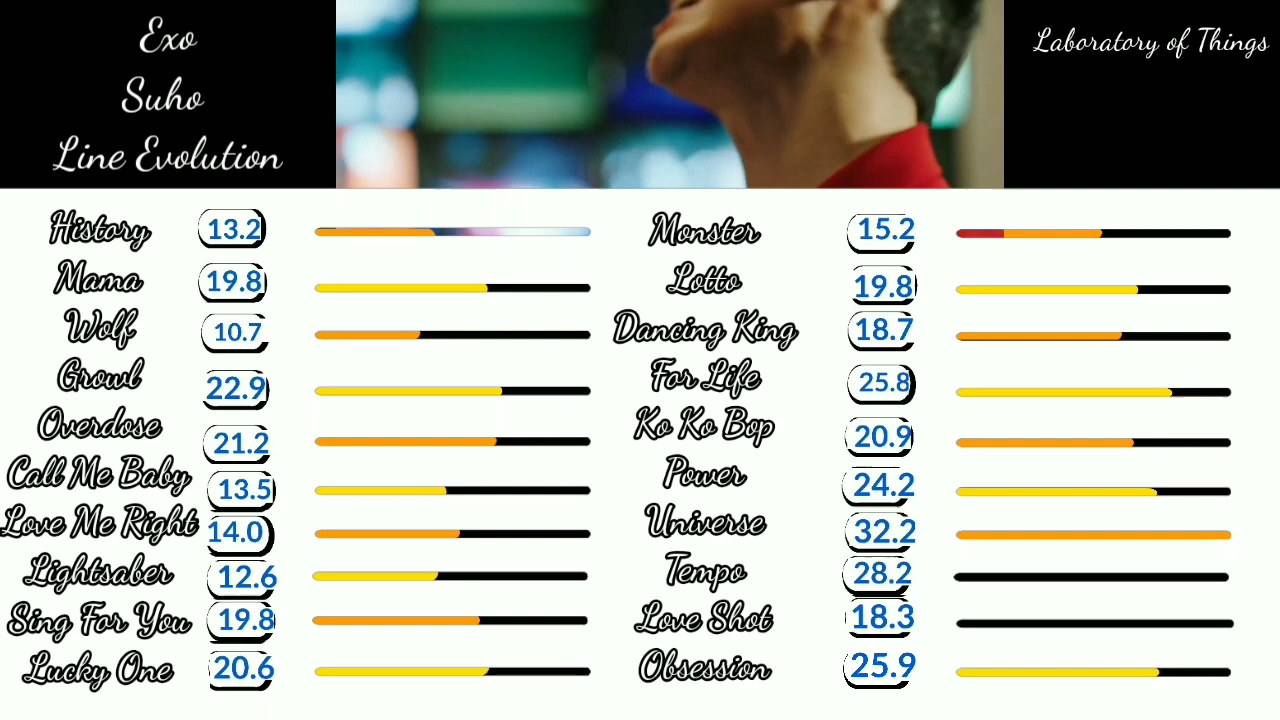 Exo
Suho
Line Evolution
Laboratory of Things
History 13.2
Mama 19.8
Wolf 10.7
Growl 22.9
Overdose 21.2
Call Me Baby 13.5
Love Me Right 14.0
Lightsaber 12.6
Sing For You 19.8
Lucky One 20.6
Monster 15.2
Lotto 19.8
Dancing King 18.7
For Life 25.8
Ko Ko Bop 20.9
Power 24.2
Universe 32.2
Tempo 28.2
Love Shot 18.3
Obsession 25.9